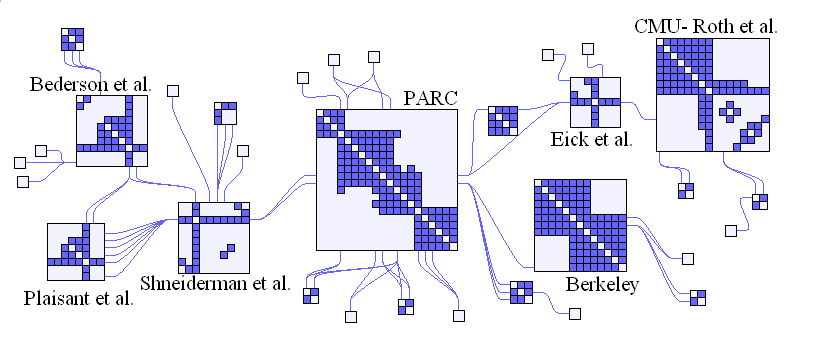 CMU- Roth et al.
Bederson et al.
PARC
Eick et al.
Shneiderman et al.
Berkeley
Plaisant et al.